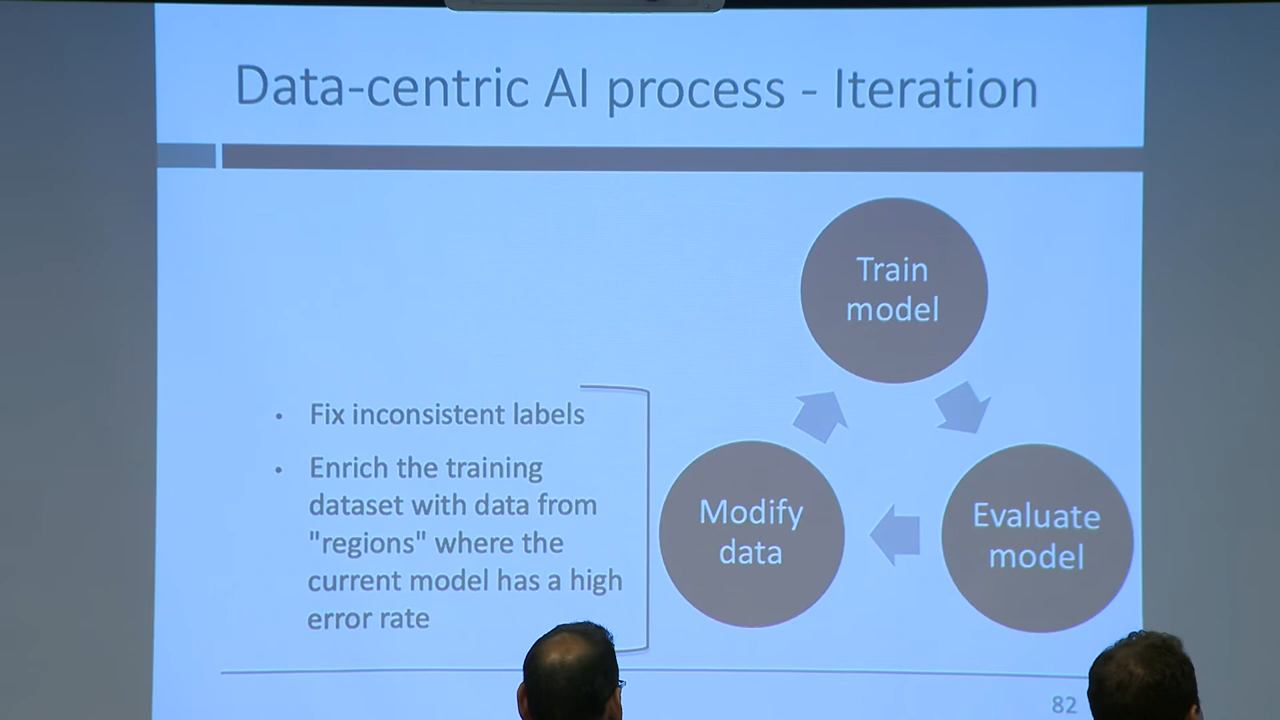 Data-centric AI process - Iteration
Train
model
• Fix inconsistent labels
• Enrich the training
dataset with data from
"regions" where the
current model has a high
error rate
Modify
data
Evaluate
model
82